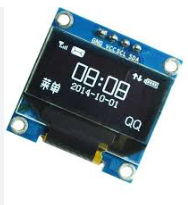 GND VCC SCL SDA
08:08
2014-10-01
菜单
QQ